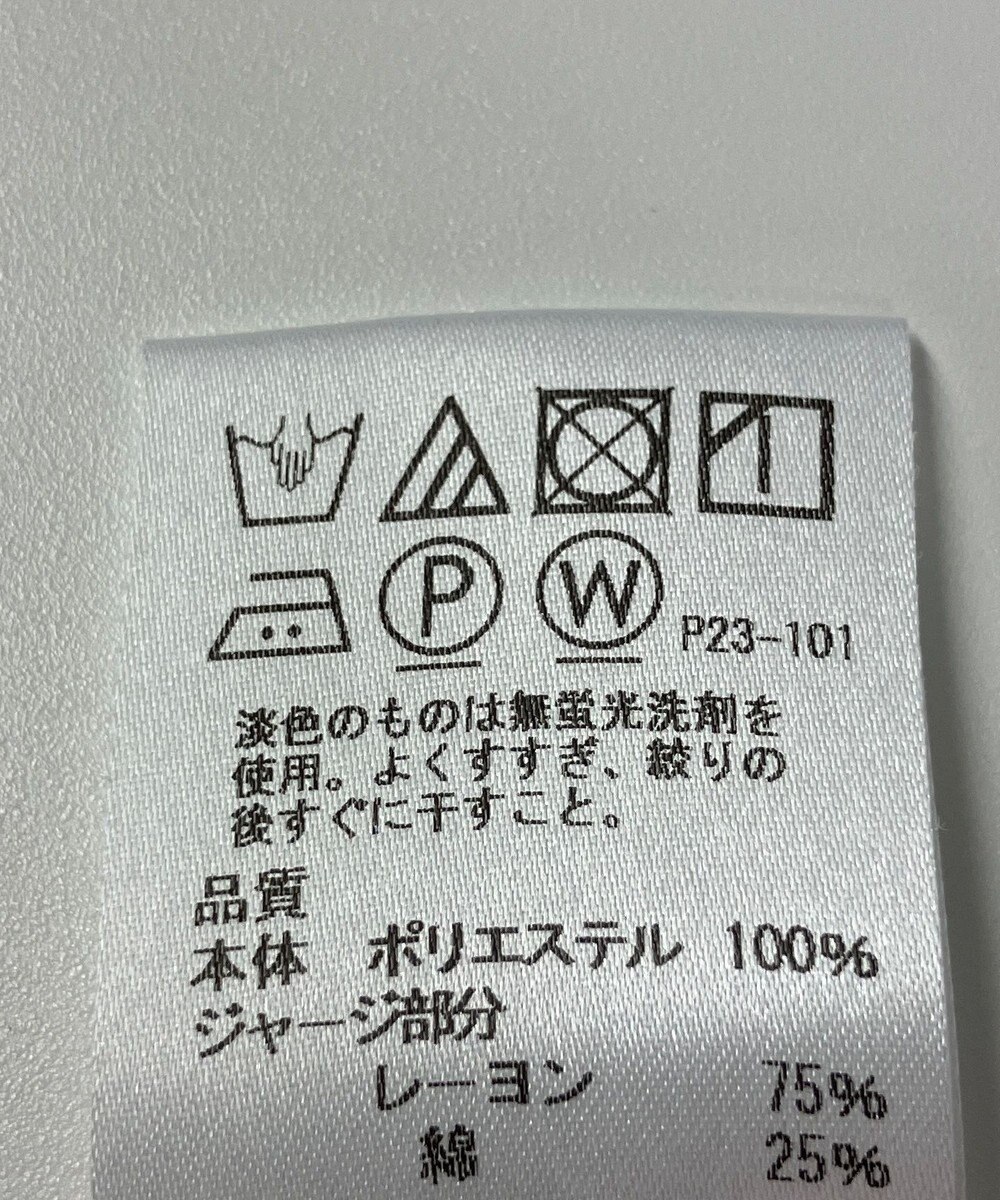 P W P23-101
淡色のものは無蛍光洗剤を
使用。よくすすぎ、絞りの
後すぐに干すこと。
品質
本体 ポリエステル 100%
ジャージ部分
レーヨン 75%
綿 25%